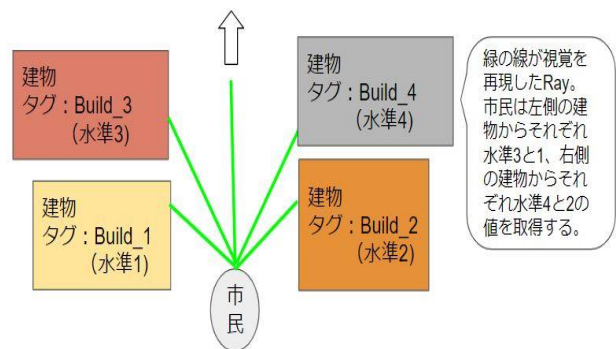 建物
タグ：Build_3
（水準3）
建物
タグ：Build_4
（水準4）
緑の線が視覚を
再現したRay。
市民は左側の建
物からそれぞれ
水準3と1、右側
の建物からそれ
ぞれ水準4と2の
値を取得する。
建物
タグ：Build_1
（水準1）
建物
タグ：Build_2
（水準2）
市
民